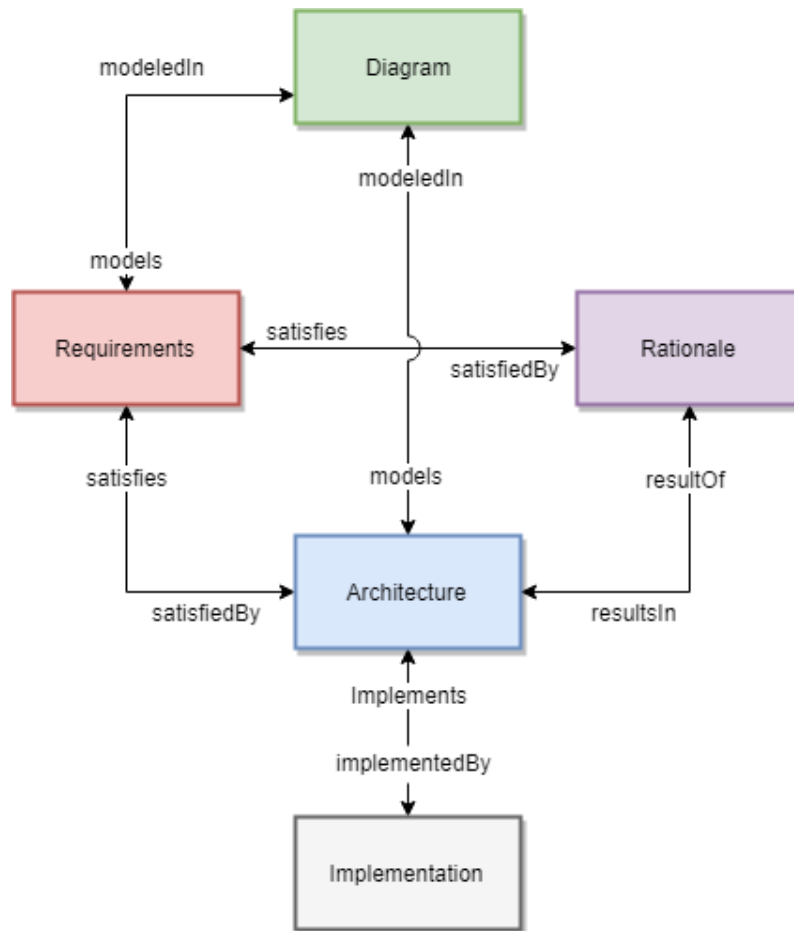 Diagram
modeledIn
modeledIn
models
Requirements
satisfies
satisfiedBy
Rationale
satisfies
models
resultOf
Architecture
satisfiedBy
resultsIn
Implements
implementedBy
Implementation